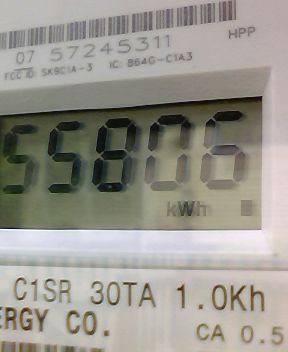 07 57245311
HPP
FCC ID: SK9C1A-3 IC: 864G-C1A3
55806
kWh
C1SR 30TA 1.0Kh
ERGY CO.
CA 0.5